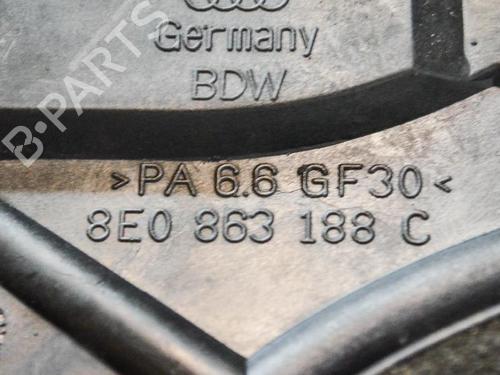 Germany
BDW
>PA 6.6 GF30<
8E0 863 188 C
B-PARTS